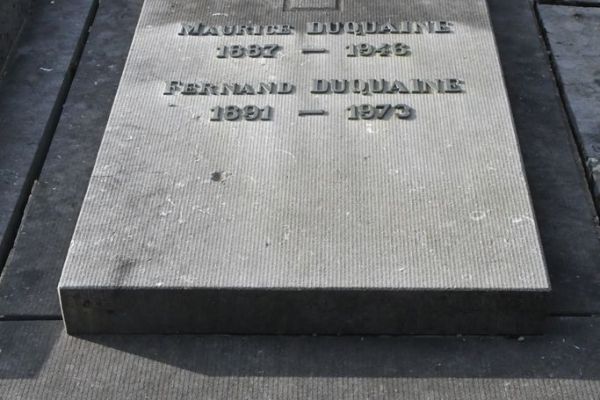 Maurice DUQUAINE
1887 — 1946
Fernand DUQUAINE
1891 — 1973